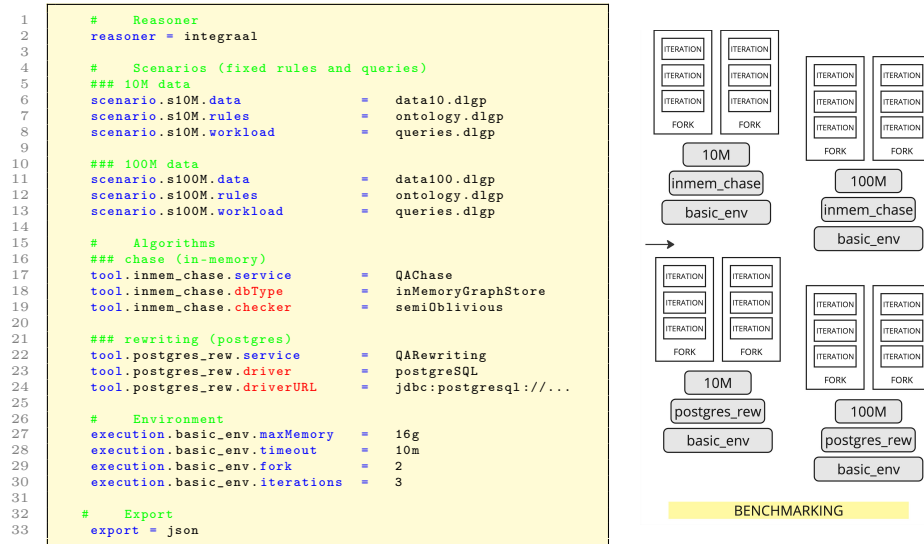 1 # Reasoner
2 reasoner = integraal
3
4 # Scenarios (fixed rules and queries)
5 ### 10M data
6 scenario.s10M.data = data10.dlgp
7 scenario.s10M.rules = ontology.dlgp
8 scenario.s10M.workload = queries.dlgp
9
10 ### 100M data
11 scenario.s100M.data = data100.dlgp
12 scenario.s100M.rules = ontology.dlgp
13 scenario.s100M.workload = queries.dlgp
14
15 # Algorithms
16 ### chase (in-memory)
17 tool.inmem_chase.service = QAChase
18 tool.inmem_chase.dbType = inMemoryGraphStore
19 tool.inmem_chase.checker = semiOblivious
20
21 ### rewriting (postgres)
22 tool.postgres_rew.service = QARewriting
23 tool.postgres_rew.driver = postgreSQL
24 tool.postgres_rew.driverURL = jdbc:postgresql://...
25
26 # Environment
27 execution.basic_env.maxMemory = 16g
28 execution.basic_env.timeout = 10m
29 execution.basic_env.fork = 2
30 execution.basic_env.iterations = 3
31
32 # Export
33 export = json
ITERATION ITERATION
ITERATION ITERATION
ITERATION ITERATION
FORK FORK
10M
inmem_chase
basic_env
ITERATION ITERATION
ITERATION ITERATION
ITERATION ITERATION
FORK FORK
100M
inmem_chase
basic_env
ITERATION ITERATION
ITERATION ITERATION
ITERATION ITERATION
FORK FORK
10M
postgres_rew
basic_env
ITERATION ITERATION
ITERATION ITERATION
ITERATION ITERATION
FORK FORK
100M
postgres_rew
basic_env
BENCHMARKING